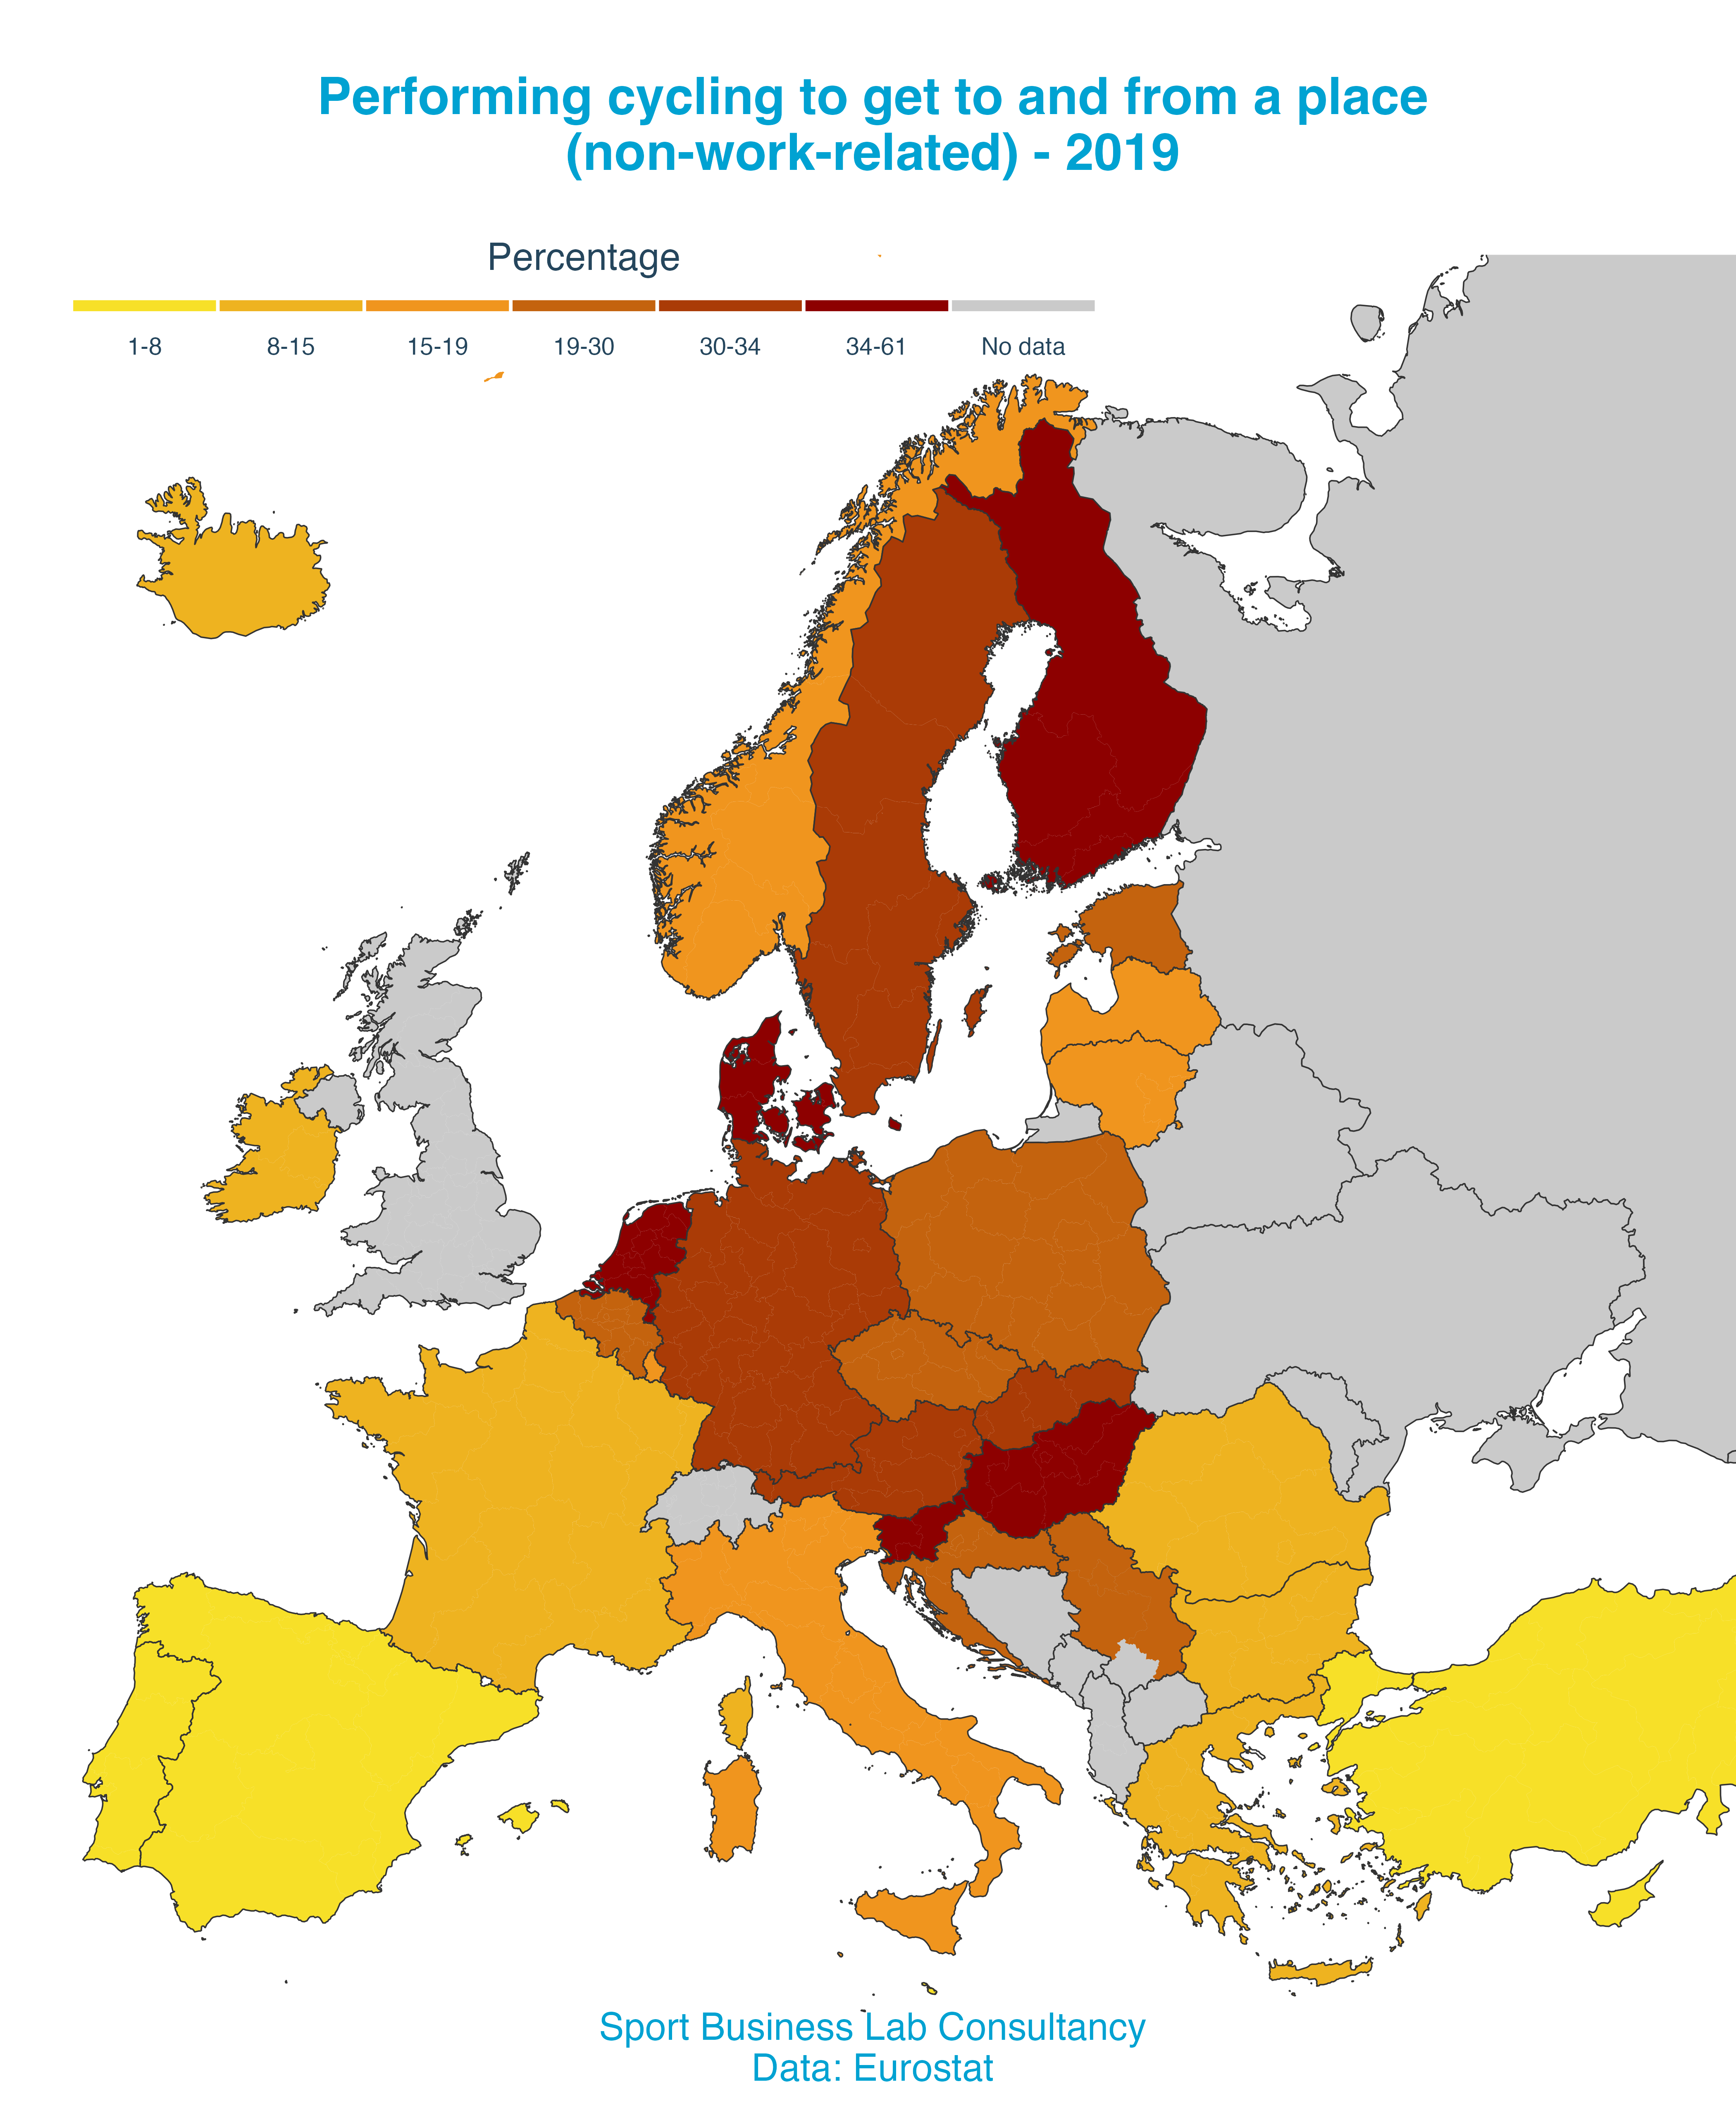 Performing cycling to get to and from a place
(non-work-related) - 2019
Percentage
1-8 8-15 15-19 19-30 30-34 34-61 No data
Sport Business Lab Consultancy
Data: Eurostat